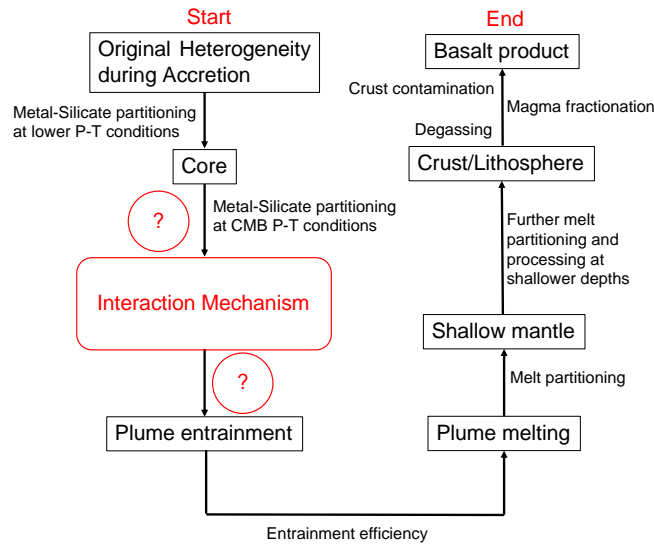 Start
Original Heterogeneity
during Accretion
Metal-Silicate partitioning
at lower P-T conditions
Core
?
Metal-Silicate partitioning
at CMB P-T conditions
Interaction Mechanism
?
Plume entrainment
Entrainment efficiency
End
Basalt product
Crust contamination
Magma fractionation
Degassing
Crust/Lithosphere
Further melt
partitioning and
processing at
shallower depths
Shallow mantle
Melt partitioning
Plume melting